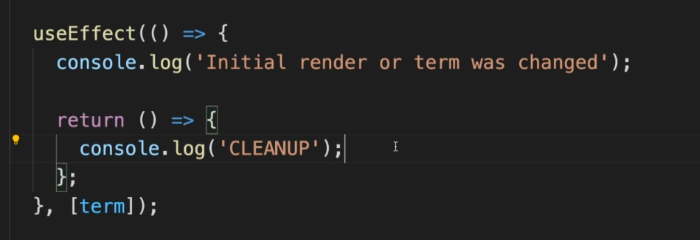 useEffect(() => {
  console.log('Initial render or term was changed');
  return () => {
    console.log('CLEANUP');
  };
}, [term]);